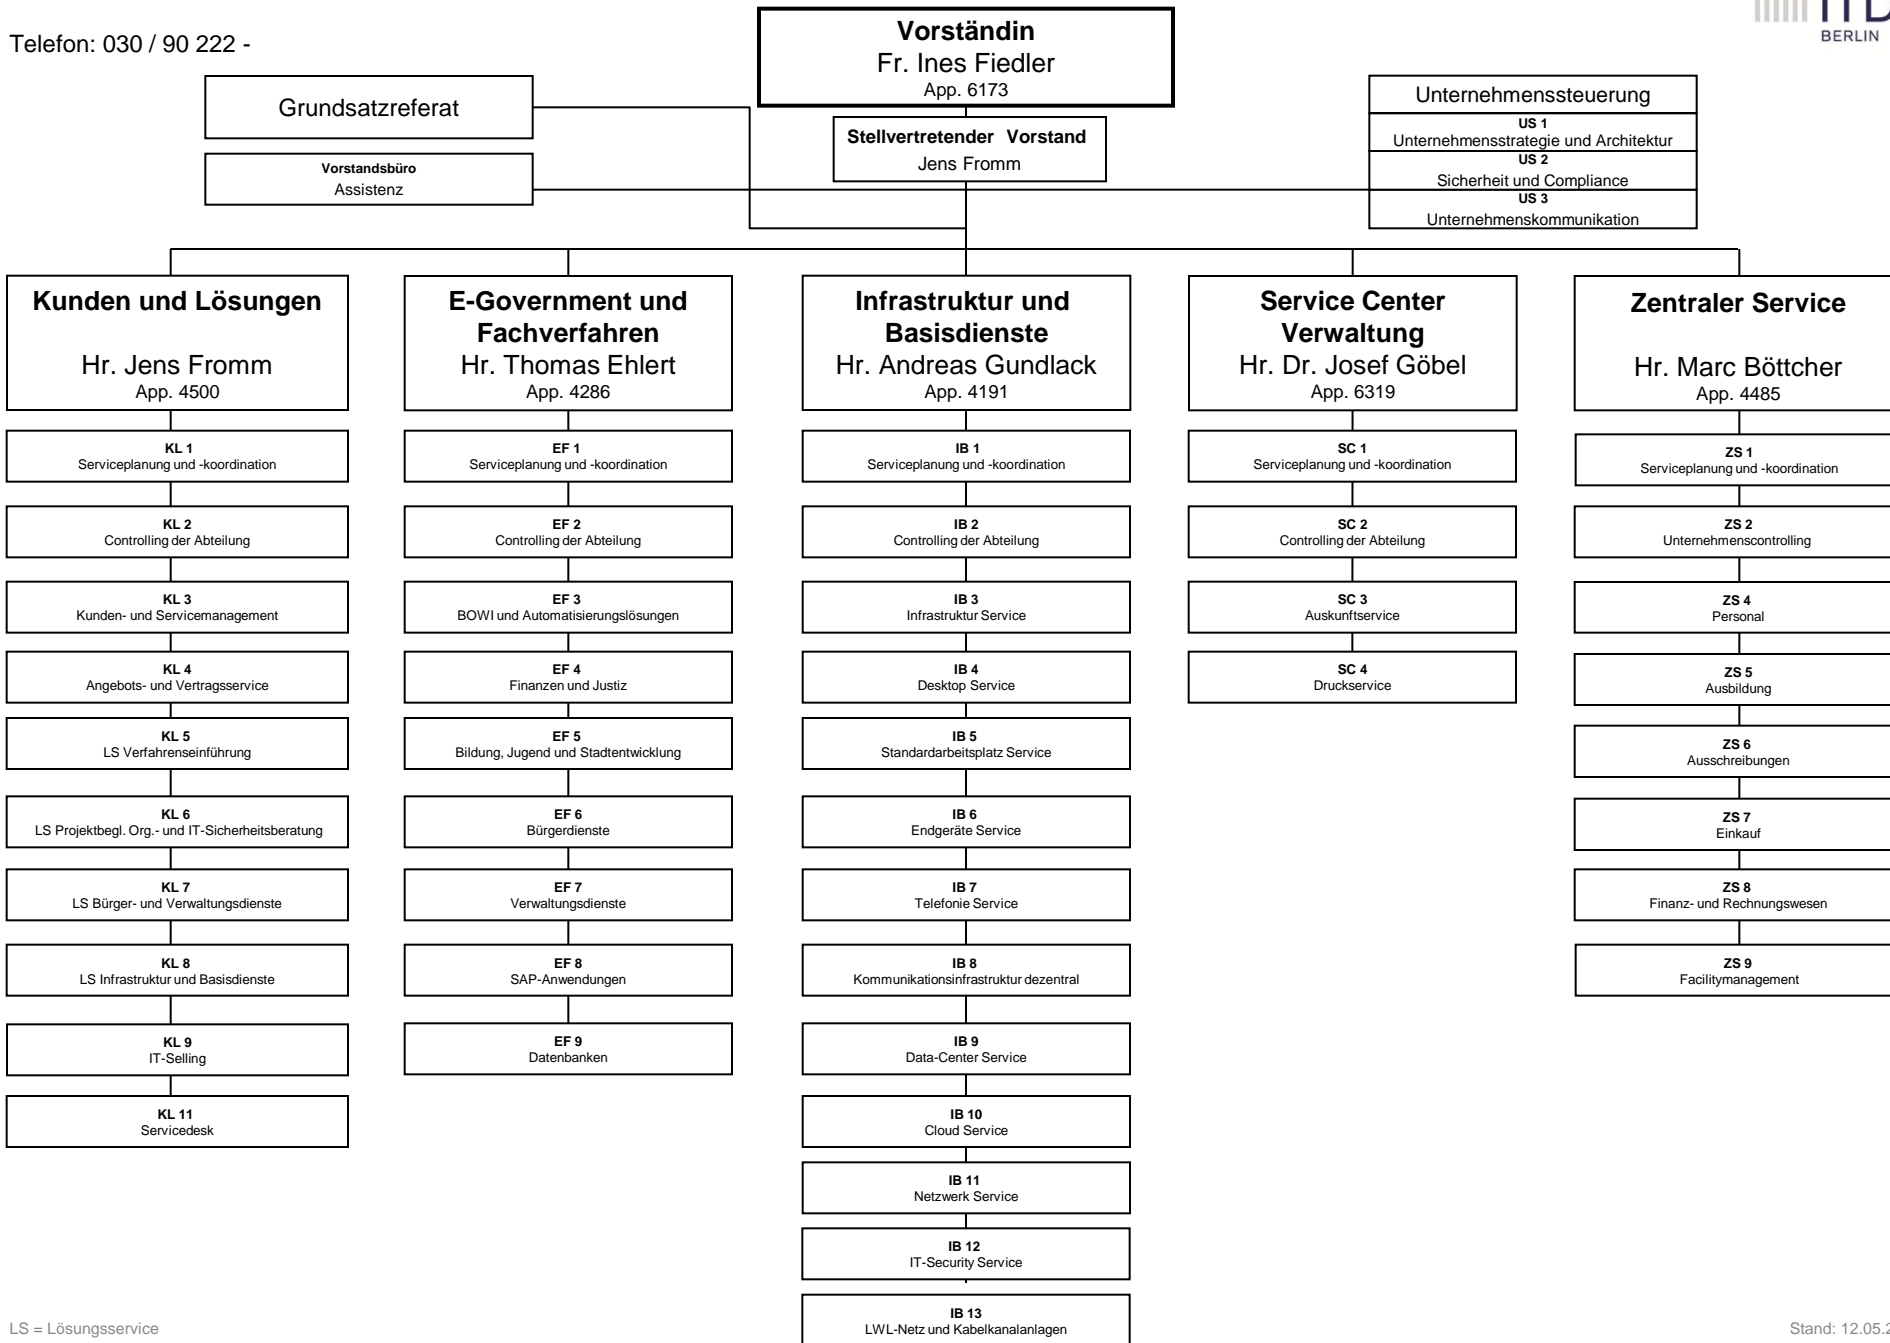 Telefon: 030 / 90 222 -
BERLIN
Vorständin
Fr. Ines Fiedler
App. 6173
Stellvertretender Vorstand
Jens Fromm
Grundsatzreferat
Vorstandsbüro
Assistenz
Unternehmenssteuerung
US 1
Unternehmensstrategie und Architektur
US 2
Sicherheit und Compliance
US 3
Unternehmenskommunikation
Kunden und Lösungen
Hr. Jens Fromm
App. 4500
KL 1
Serviceplanung und -koordination
KL 2
Controlling der Abteilung
KL 3
Kunden- und Servicemanagement
KL 4
Angebots- und Vertragsservice
KL 5
LS Verfahrenseinführung
KL 6
LS Projektbegl. Org.- und IT-Sicherheitsberatung
KL 7
LS Bürger- und Verwaltungsdienste
KL 8
LS Infrastruktur und Basisdienste
KL 9
IT-Selling
KL 11
Servicedesk
E-Government und
Fachverfahren
Hr. Thomas Ehlert
App. 4286
EF 1
Serviceplanung und -koordination
EF 2
Controlling der Abteilung
EF 3
BOWI und Automatisierungslösungen
EF 4
Finanzen und Justiz
EF 5
Bildung, Jugend und Stadtentwicklung
EF 6
Bürgerdienste
EF 7
Verwaltungsdienste
EF 8
SAP-Anwendungen
EF 9
Datenbanken
Infrastruktur und
Basisdienste
Hr. Andreas Gundlack
App. 4191
IB 1
Serviceplanung und -koordination
IB 2
Controlling der Abteilung
IB 3
Infrastruktur Service
IB 4
Desktop Service
IB 5
Standardarbeitsplatz Service
IB 6
Endgeräte Service
IB 7
Telefonie Service
IB 8
Kommunikationsinfrastruktur dezentral
IB 9
Data-Center Service
IB 10
Cloud Service
IB 11
Netzwerk Service
IB 12
IT-Security Service
IB 13
LWL-Netz und Kabelkanalanlagen
Service Center
Verwaltung
Hr. Dr. Josef Göbel
App. 6319
SC 1
Serviceplanung und -koordination
SC 2
Controlling der Abteilung
SC 3
Auskunftservice
SC 4
Druckservice
Zentraler Service
Hr. Marc Böttcher
App. 4485
ZS 1
Serviceplanung und -koordination
ZS 2
Unternehmenscontrolling
ZS 4
Personal
ZS 5
Ausbildung
ZS 6
Ausschreibungen
ZS 7
Einkauf
ZS 8
Finanz- und Rechnungswesen
ZS 9
Facilitymanagement
LS = Lösungsservice
Stand: 12.05.2